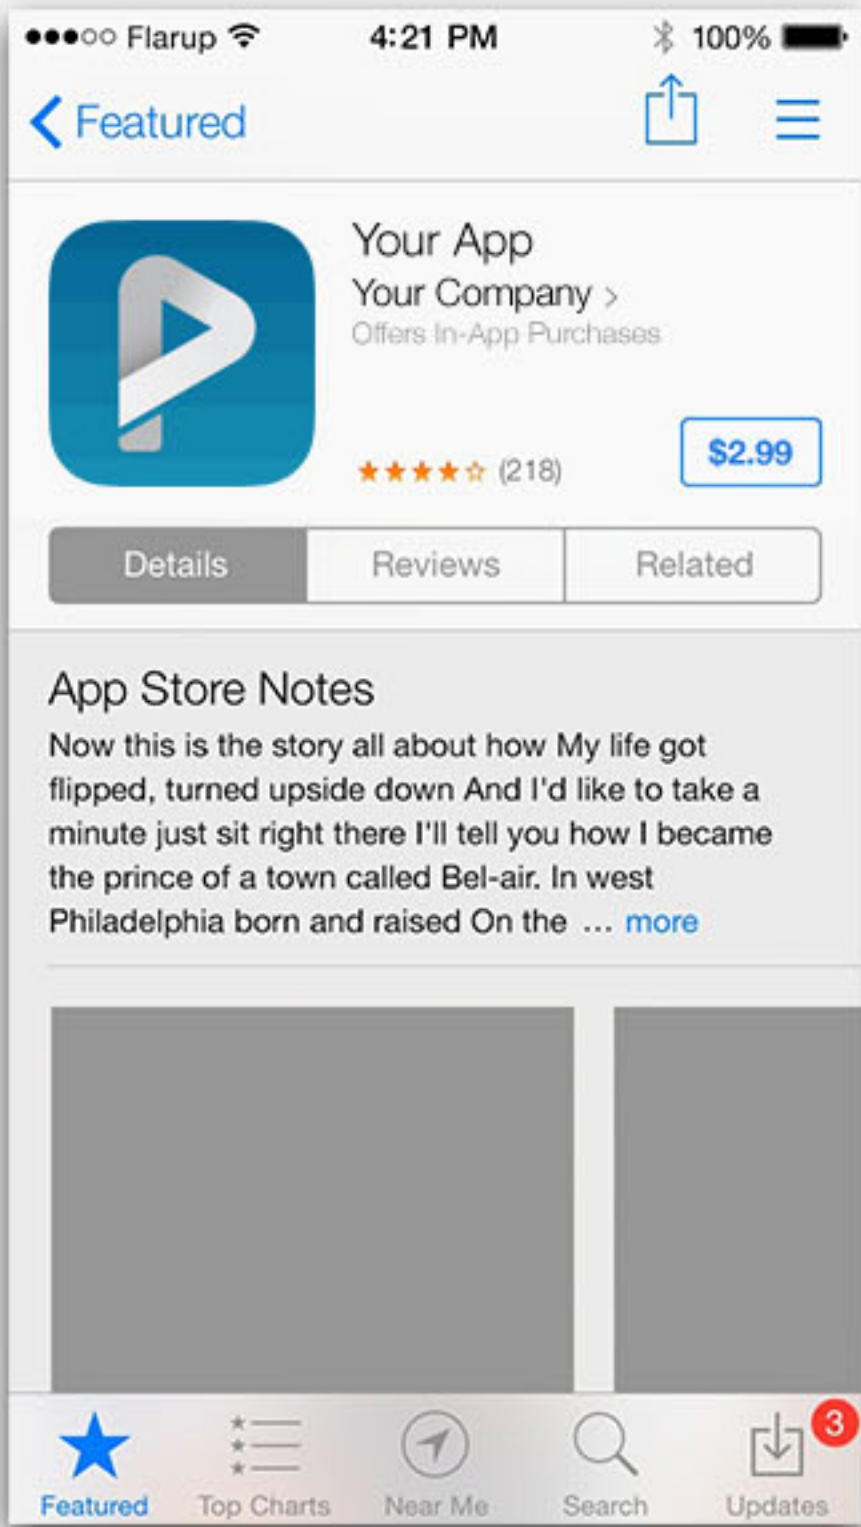 Flarup 4:21 PM 100%
Featured
Your App
Your Company >
Offers In-App Purchases
(218) $2.99
Details Reviews Related
App Store Notes
Now this is the story all about how My life got
flipped, turned upside down And I'd like to take a
minute just sit right there I'll tell you how I became
the prince of a town called Bel-air. In west
Philadelphia born and raised On the ... more
3
Featured Top Charts Near Me Search Updates